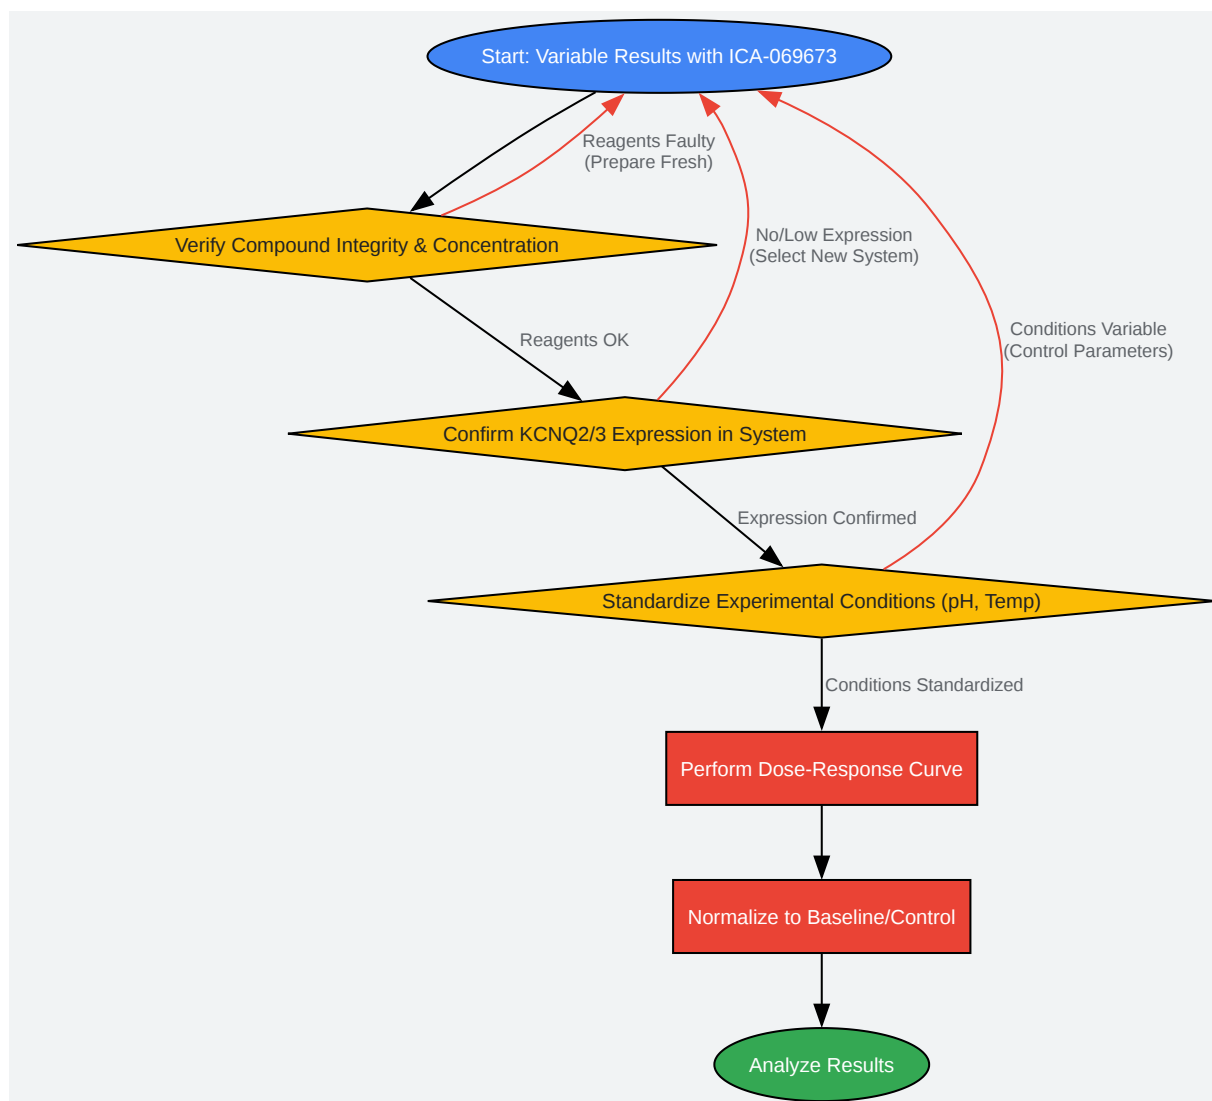 Start: Variable Results with ICA-069673
Reagents Faulty
(Prepare Fresh)
Verify Compound Integrity & Concentration
No/Low Expression
(Select New System)
Reagents OK
Conditions Variable
(Control Parameters)
Confirm KCNQ2/3 Expression in System
Expression Confirmed
Standardize Experimental Conditions (pH, Temp)
Conditions Standardized
Perform Dose-Response Curve
Normalize to Baseline/Control
Analyze Results